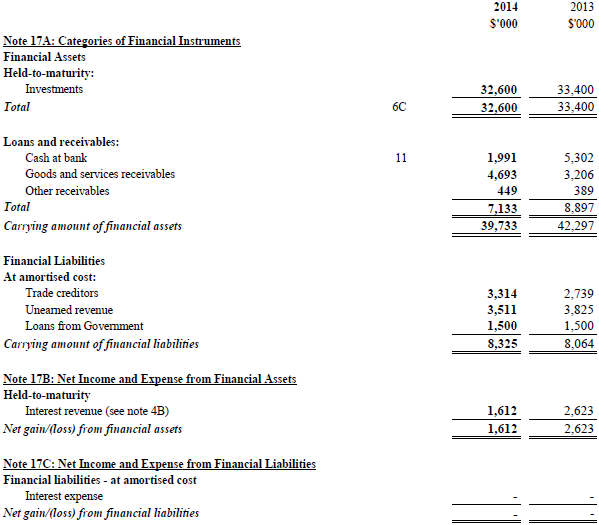 2014 2013
$'000 $'000
Note 17A: Categories of Financial Instruments
Financial Assets
Held-to-maturity:
Investments 32,600 33,400
Total 6C 32,600 33,400
Loans and receivables:
Cash at bank 11 1,991 5,302
Goods and services receivables 4,693 3,206
Other receivables 449 389
Total 7,133 8,897
Carrying amount of financial assets 39,733 42,297
Financial Liabilities
At amortised cost:
Trade creditors 3,314 2,739
Unearned revenue 3,511 3,825
Loans from Government 1,500 1,500
Carrying amount of financial liabilities 8,325 8,064
Note 17B: Net Income and Expense from Financial Assets
Held-to-maturity
Interest revenue (see note 4B) 1,612 2,623
Net gain/(loss) from financial assets 1,612 2,623
Note 17C: Net Income and Expense from Financial Liabilities
Financial liabilities - at amortised cost
Interest expense - -
Net gain/(loss) from financial liabilities - -